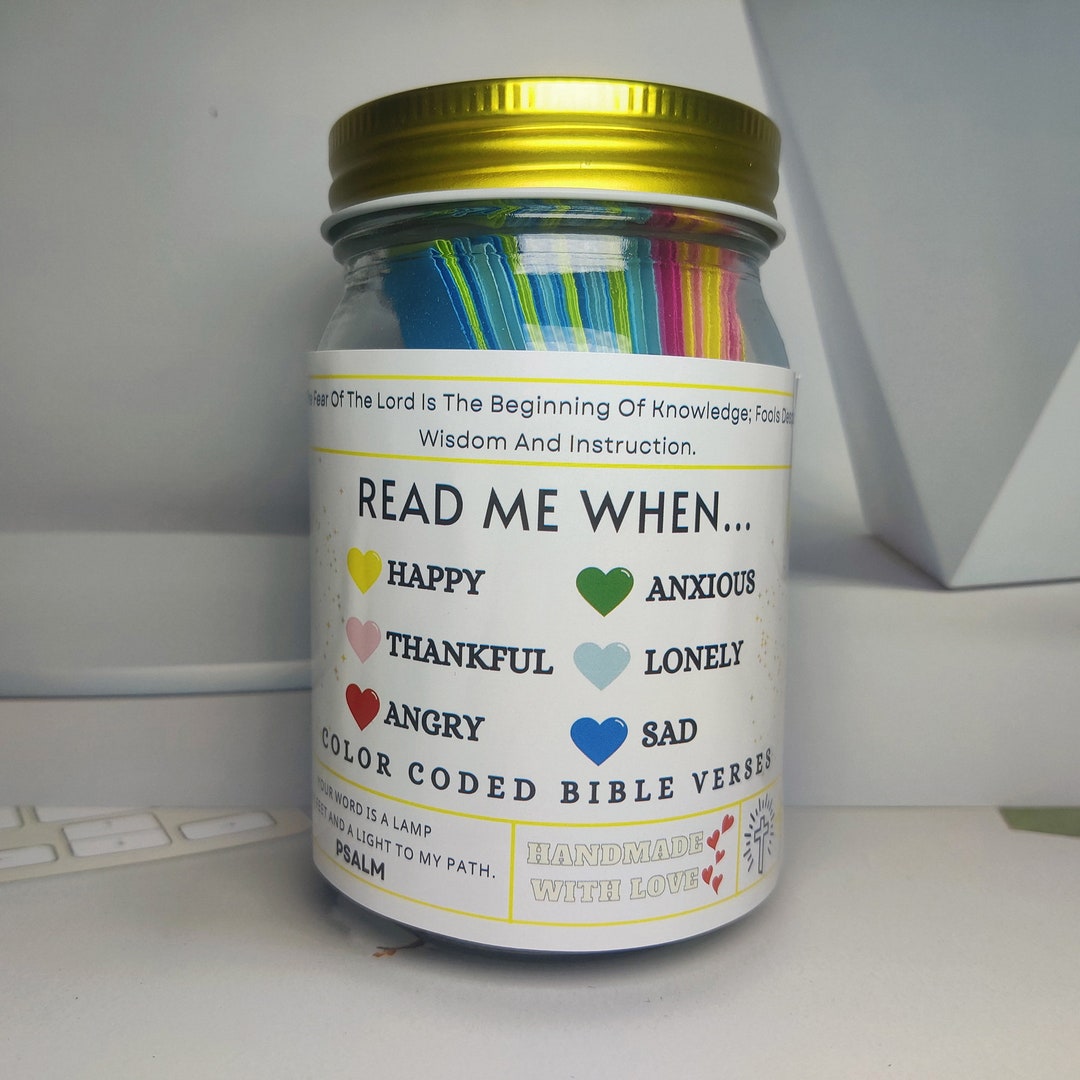 Fear Of The Lord Is The Beginning Of Knowledge; Fools
Wisdom And Instruction.
READ ME WHEN...
HAPPY
ANXIOUS
THANKFUL
LONELY
ANGRY
SAD
COLOR CODED BIBLE VERSES
YOUR WORD IS A LAMP
AND A LIGHT TO MY PATH.
PSALM
HANDMADE
WITH LOVE